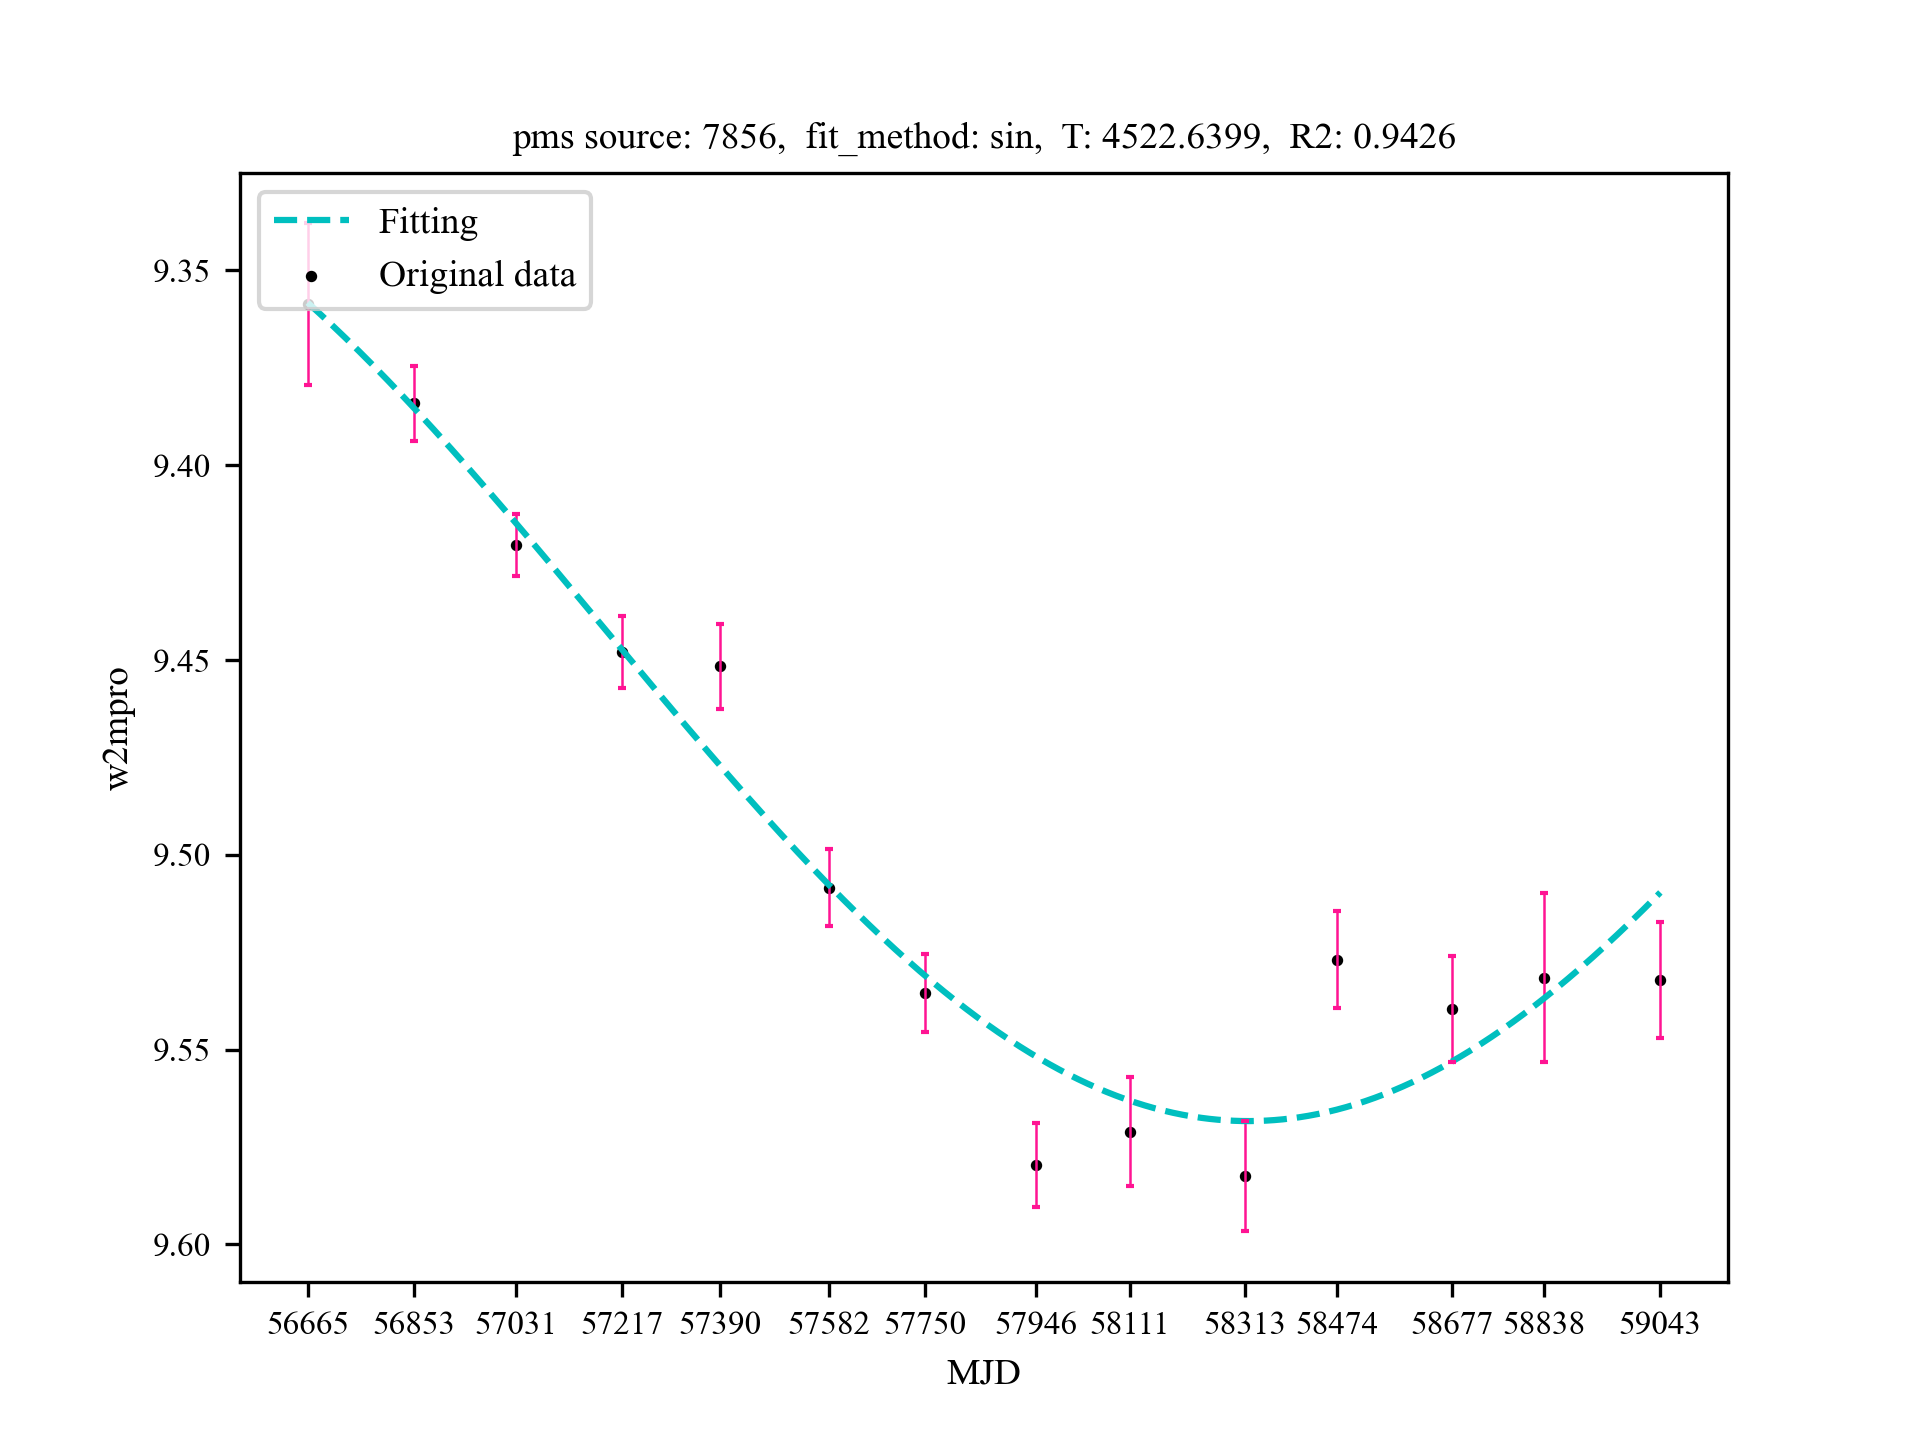 pms source: 7856,  fit_method: sin,  T: 4522.6399,  R2: 0.9426
Fitting
Original data
9.35
9.40
9.45
9.50
9.55
9.60
w2mpro
56665 56853 57031 57217 57390 57582 57750 57946 58111 58313 58474 58677 58838 59043
MJD